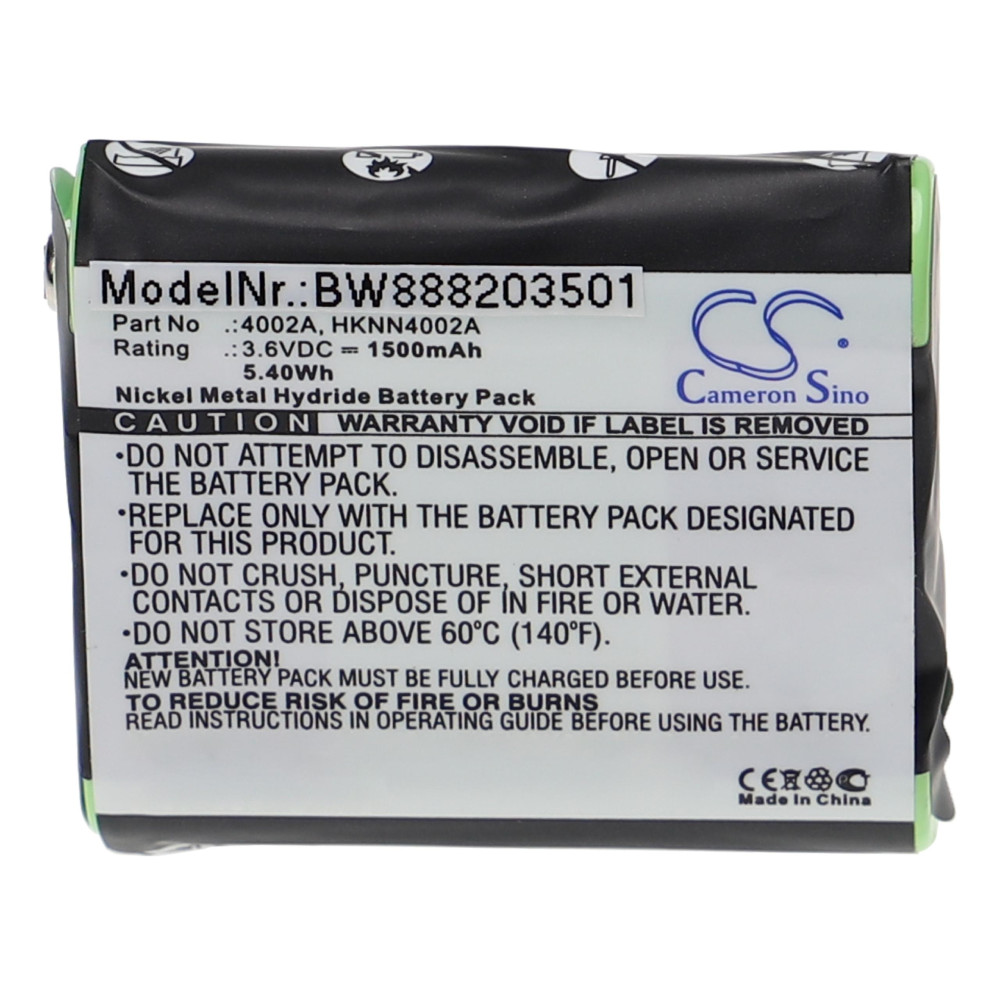 ModelNr.:BW888203501
Part No .:4002A, HKNN4002A
Rating .:3.6VDC ⎓ 1500mAh
5.40Wh
Nickel Metal Hydride Battery Pack
CS
Cameron Sino
CAUTION WARRANTY VOID IF LABEL IS REMOVED
•DO NOT ATTEMPT TO DISASSEMBLE, OPEN OR SERVICE
THE BATTERY PACK.
•REPLACE ONLY WITH THE BATTERY PACK DESIGNATED
FOR THIS PRODUCT.
•DO NOT CRUSH, PUNCTURE, SHORT EXTERNAL
CONTACTS OR DISPOSE OF IN FIRE OR WATER.
•DO NOT STORE ABOVE 60°C (140°F).
ATTENTION!
NEW BATTERY PACK MUST BE FULLY CHARGED BEFORE USE.
TO REDUCE RISK OF FIRE OR BURNS
READ INSTRUCTIONS IN OPERATING GUIDE BEFORE USING THE BATTERY.
CE
Made In China